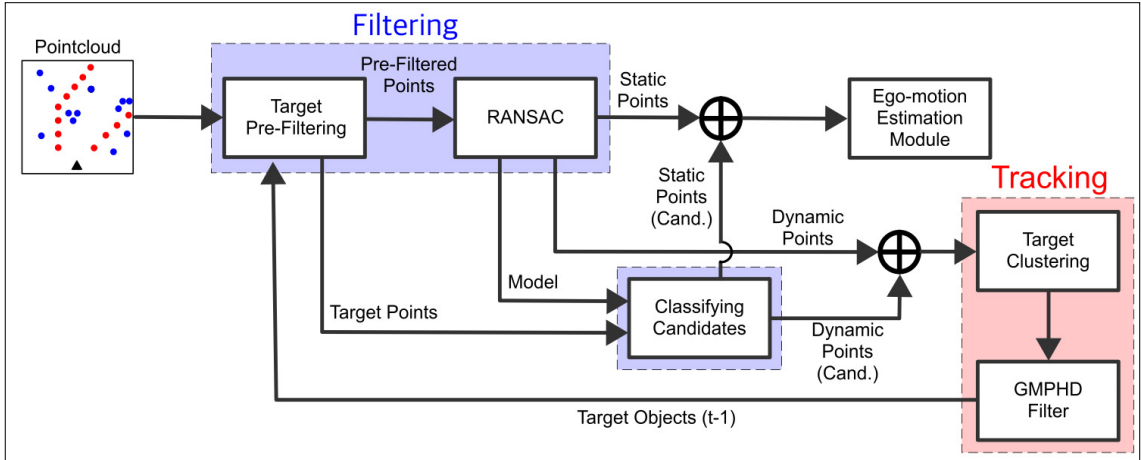 Filtering
Pointcloud
Target
Pre-Filtering
Pre-Filtered
Points
RANSAC
Static
Points
Ego-motion
Estimation
Module
Static
Points
(Cand.)
Tracking
Dynamic
Points
Target
Clustering
Model
Target Points
Classifying
Candidates
Dynamic
Points
(Cand.)
GMPHD
Filter
Target Objects (t-1)